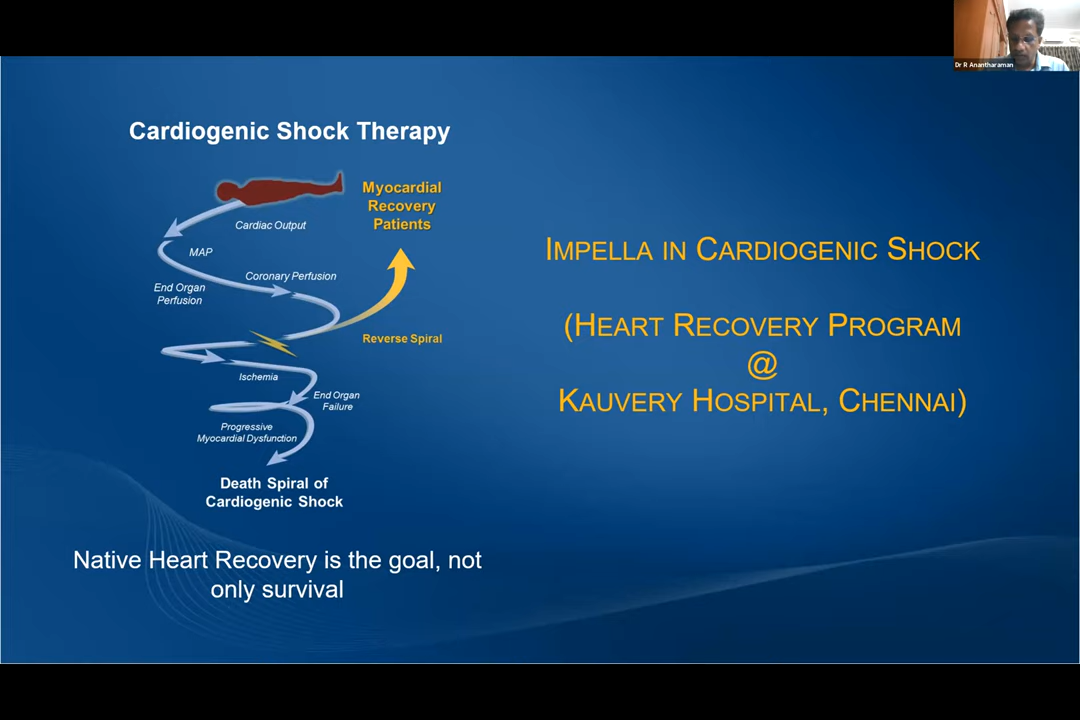 Dr R Anantharaman
Cardiogenic Shock Therapy
Myocardial
Recovery
Patients
Cardiac Output
MAP
Coronary Perfusion
End Organ
Perfusion
Reverse Spiral
Ischemia
End Organ
Failure
Progressive
Myocardial Dysfunction
Death Spiral of
Cardiogenic Shock
Native Heart Recovery is the goal, not
only survival
IMPELLA IN CARDIOGENIC SHOCK
(HEART RECOVERY PROGRAM
@
KAUVERY HOSPITAL, CHENNAI)